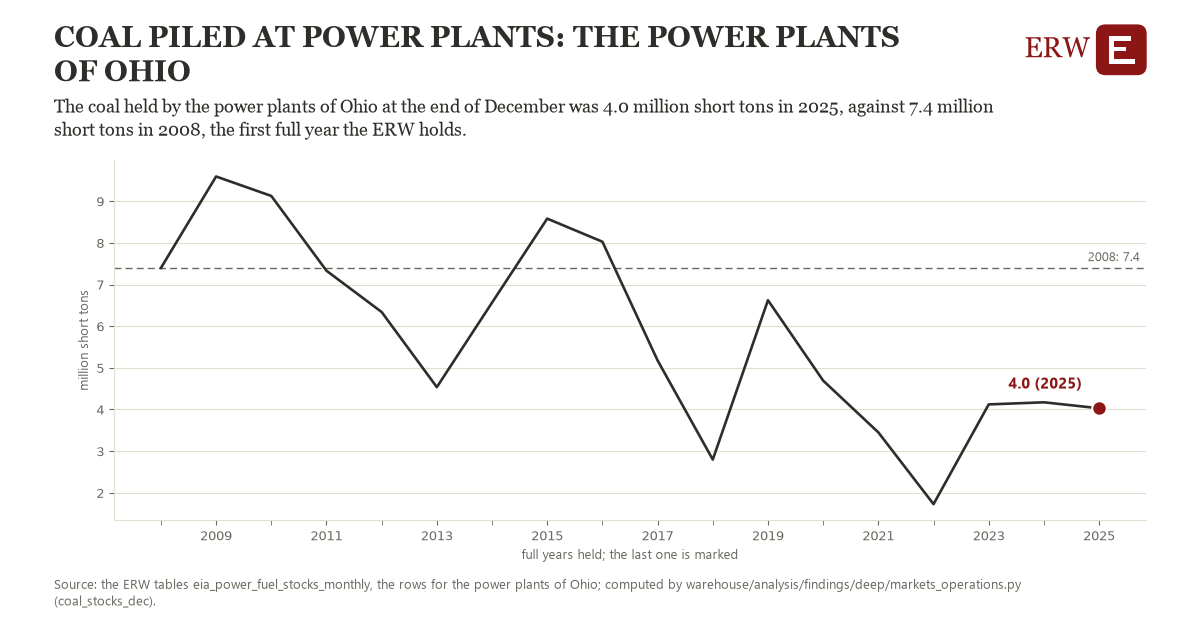 COAL PILED AT POWER PLANTS: THE POWER PLANTS
OF OHIO
ERW E
The coal held by the power plants of Ohio at the end of December was 4.0 million short tons in 2025, against 7.4 million
short tons in 2008, the first full year the ERW holds.
million short tons
9
8
7
6
5
4
3
2
2008: 7.4
4.0 (2025)
2009 2011 2013 2015 2017 2019 2021 2023 2025
full years held; the last one is marked
Source: the ERW tables eia_power_fuel_stocks_monthly, the rows for the power plants of Ohio; computed by warehouse/analysis/findings/deep/markets_operations.py
(coal_stocks_dec).